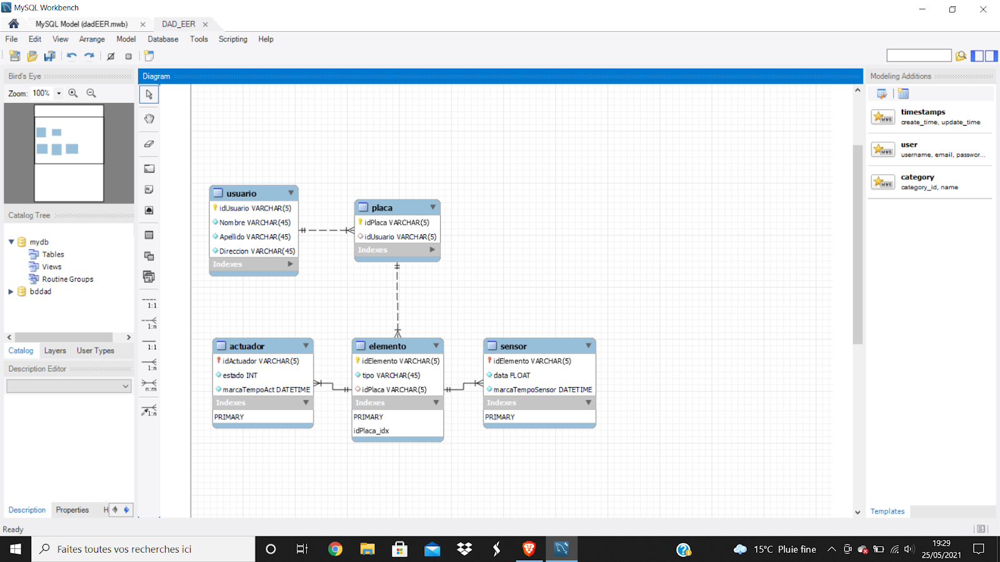 MySQL Workbench
MySQL Model (dadEER.mwb)
DAD_EER
File Edit View Arrange Model Database Tools Scripting Help
Bird's Eye
Zoom: 100%
Catalog Tree
mydb
Tables
Views
Routine Groups
bddad
Catalog Layers User Types
Description Editor
Description Properties H
Ready
Diagram
1:1
1:n
1:1
1:n
n:m
1:n
usuario
idUsuario VARCHAR(5)
Nombre VARCHAR(45)
Apellido VARCHAR(45)
Direccion VARCHAR(45)
Indexes
placa
idPlaca VARCHAR(5)
idUsuario VARCHAR(5)
Indexes
actuador
idActuador VARCHAR(5)
estado INT
marcaTempoAct DATETIME
Indexes
PRIMARY
elemento
idElemento VARCHAR(5)
tipo VARCHAR(45)
idPlaca VARCHAR(5)
Indexes
PRIMARY
idPlaca_idx
sensor
idElemento VARCHAR(5)
data FLOAT
marcaTempoSensor DATETIME
Indexes
PRIMARY
Modeling Additions
timestamps
create_time, update_time
user
username, email, passwor...
category
category_id, name
Templates
Faites toutes vos recherches ici
15°C Pluie fine
19:29
25/05/2021